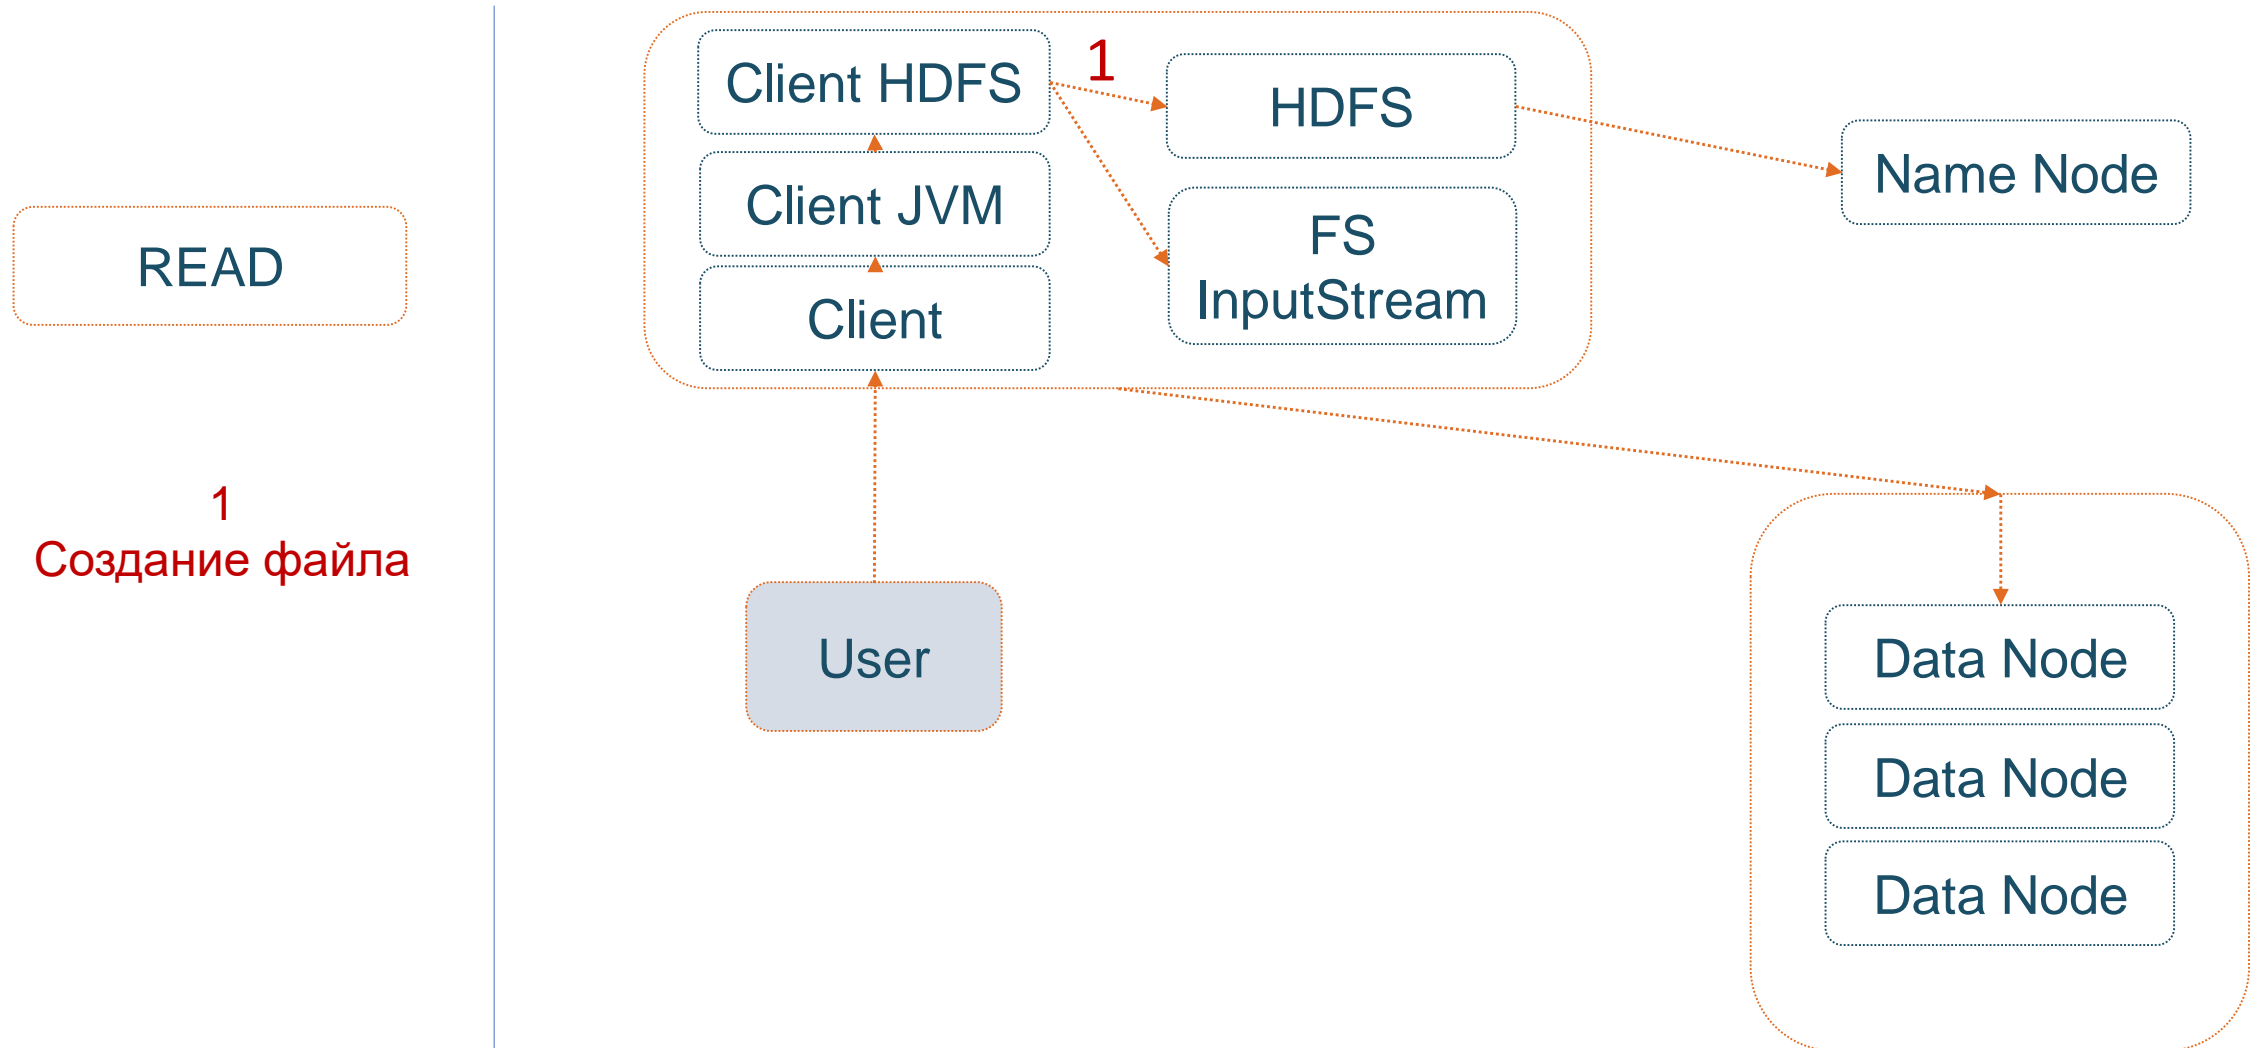 READ
1
Создание файла
Client HDFS
1
HDFS
Client JVM
FS
InputStream
Client
Name Node
User
Data Node
Data Node
Data Node